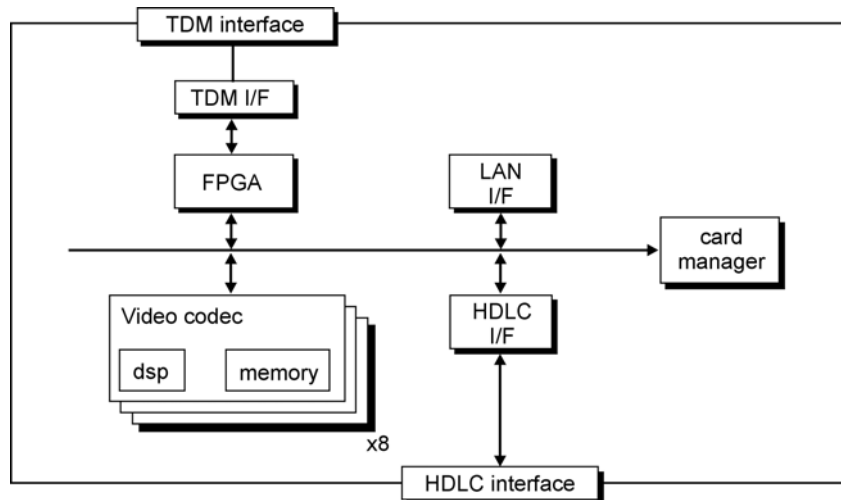 TDM interface
TDM I/F
FPGA
LAN
I/F
card
manager
Video codec
dsp
memory
x8
HDLC
I/F
HDLC interface